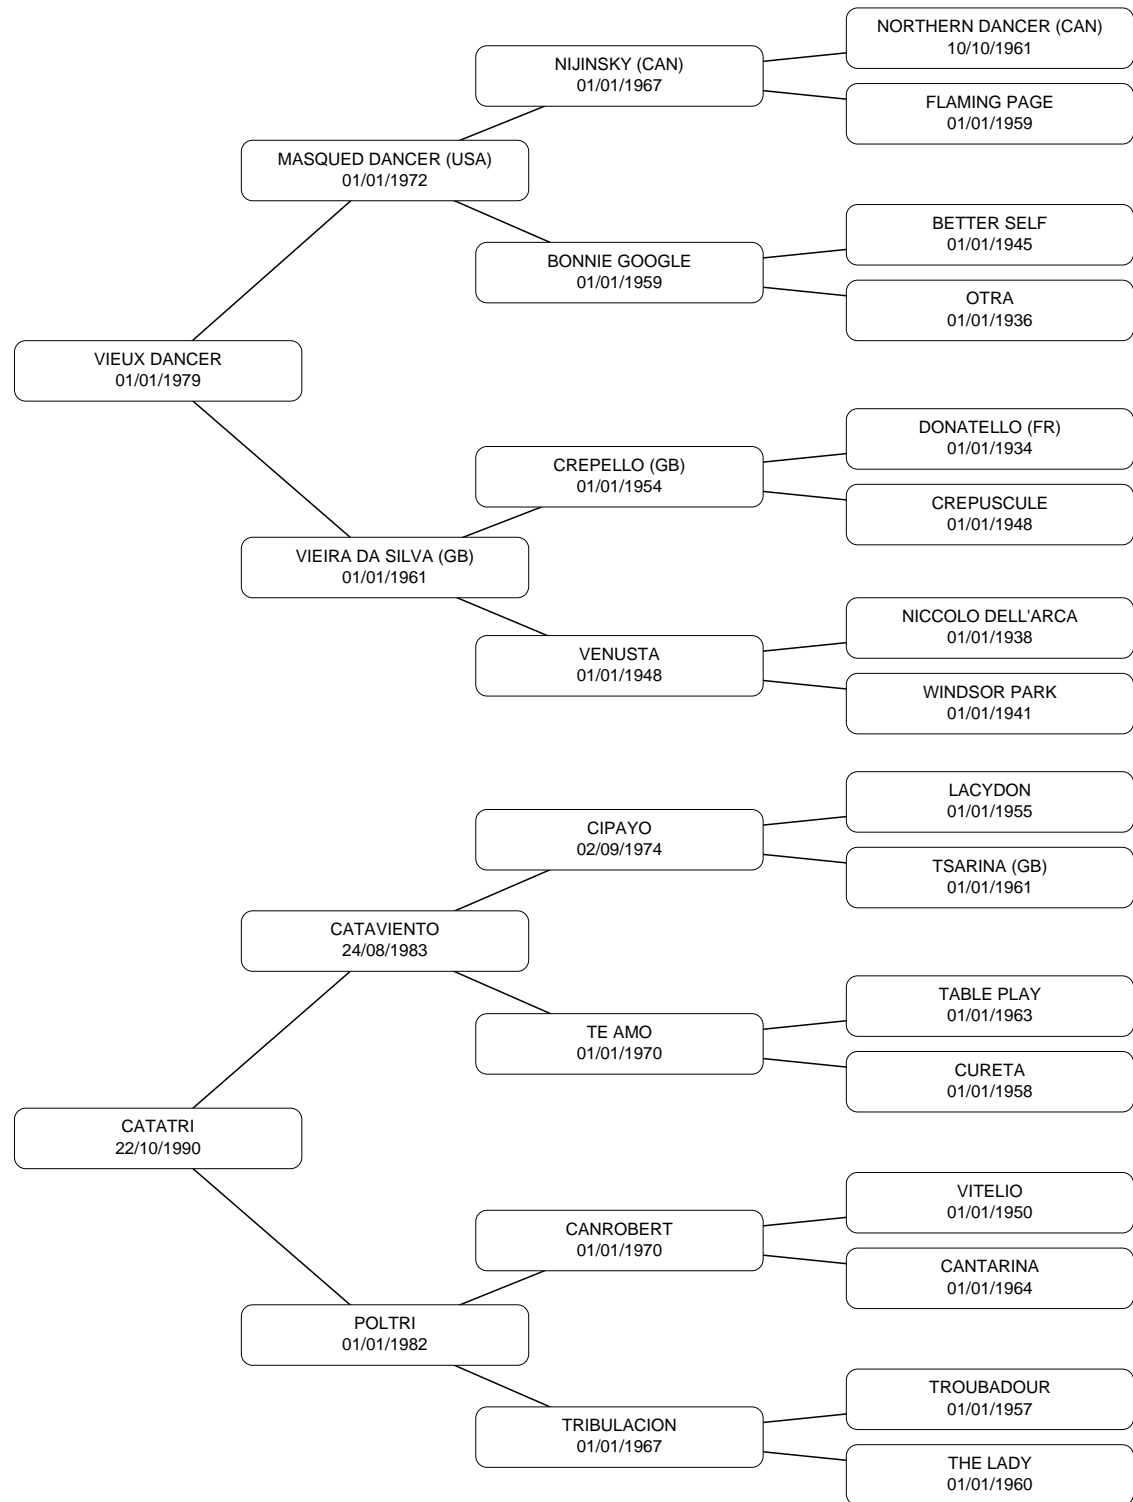 NORTHERN DANCER (CAN)
10/10/1961
NIJINSKY (CAN)
01/01/1967
FLAMING PAGE
01/01/1959
MASQUED DANCER (USA)
01/01/1972
BETTER SELF
01/01/1945
BONNIE GOOGLE
01/01/1959
OTRA
01/01/1936
VIEUX DANCER
01/01/1979
DONATELLO (FR)
01/01/1934
CREPELLO (GB)
01/01/1954
CREPUSCULE
01/01/1948
VIEIRA DA SILVA (GB)
01/01/1961
NICCOLO DELL'ARCA
01/01/1938
VENUSTA
01/01/1948
WINDSOR PARK
01/01/1941
LACYDON
01/01/1955
CIPAYO
02/09/1974
TSARINA (GB)
01/01/1961
CATAVIENTO
24/08/1983
TABLE PLAY
01/01/1963
TE AMO
01/01/1970
CURETA
01/01/1958
CATATRI
22/10/1990
VITELIO
01/01/1950
CANROBERT
01/01/1970
CANTARINA
01/01/1964
POLTRI
01/01/1982
TROUBADOUR
01/01/1957
TRIBULACION
01/01/1967
THE LADY
01/01/1960